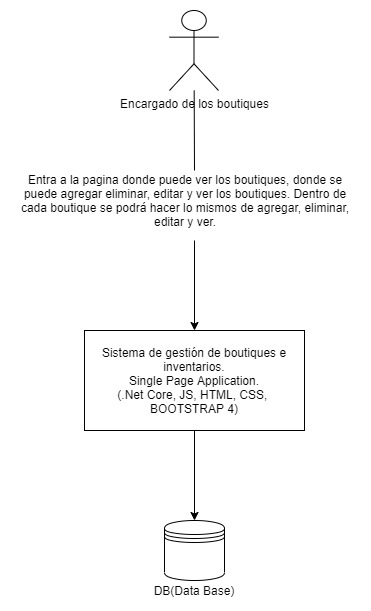 Encargado de los boutiques
Entra a la pagina donde puede ver los boutiques, donde se
puede agregar eliminar, editar y ver los boutiques. Dentro de
cada boutique se podrá hacer lo mismos de agregar, eliminar,
editar y ver.
Sistema de gestión de boutiques e
inventarios.
Single Page Application.
(.Net Core, JS, HTML, CSS,
BOOTSTRAP 4)
DB(Data Base)